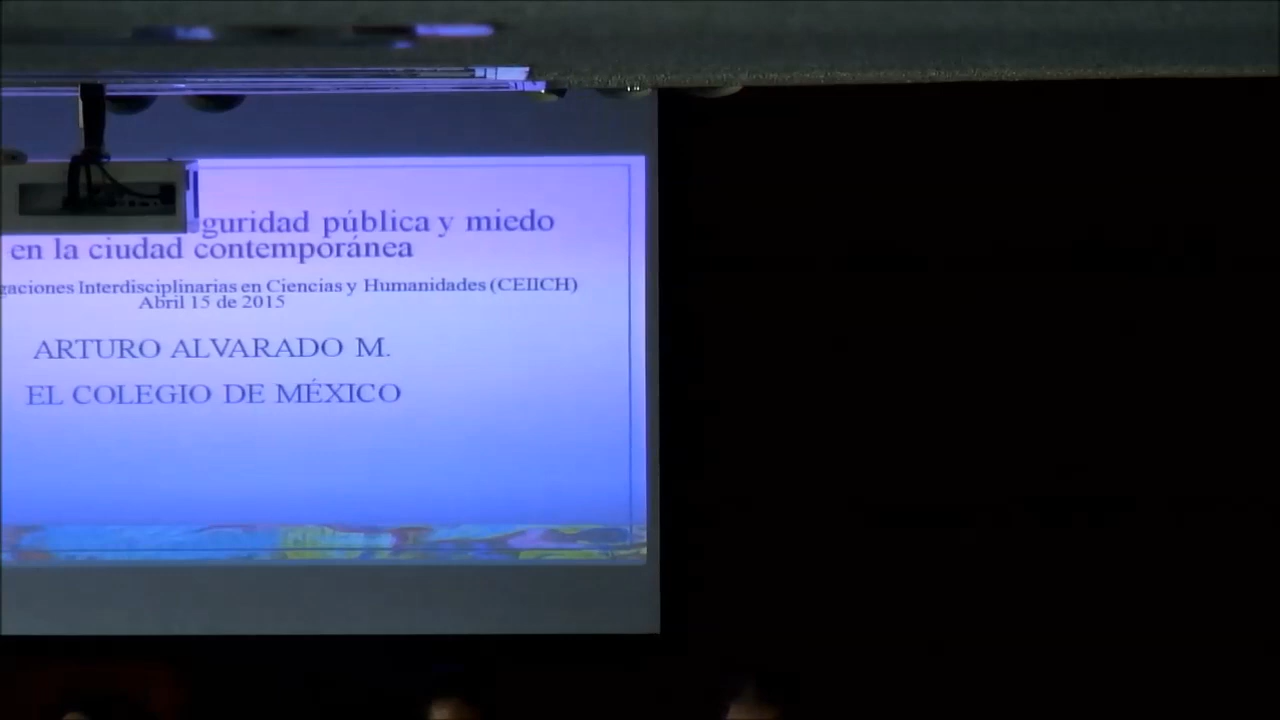 guridad pública y miedo
en la ciudad contemporánea
gaciones Interdisciplinarias en Ciencias y Humanidades (CEIICH)
Abril 15 de 2015
ARTURO ALVARADO M.
EL COLEGIO DE MÉXICO